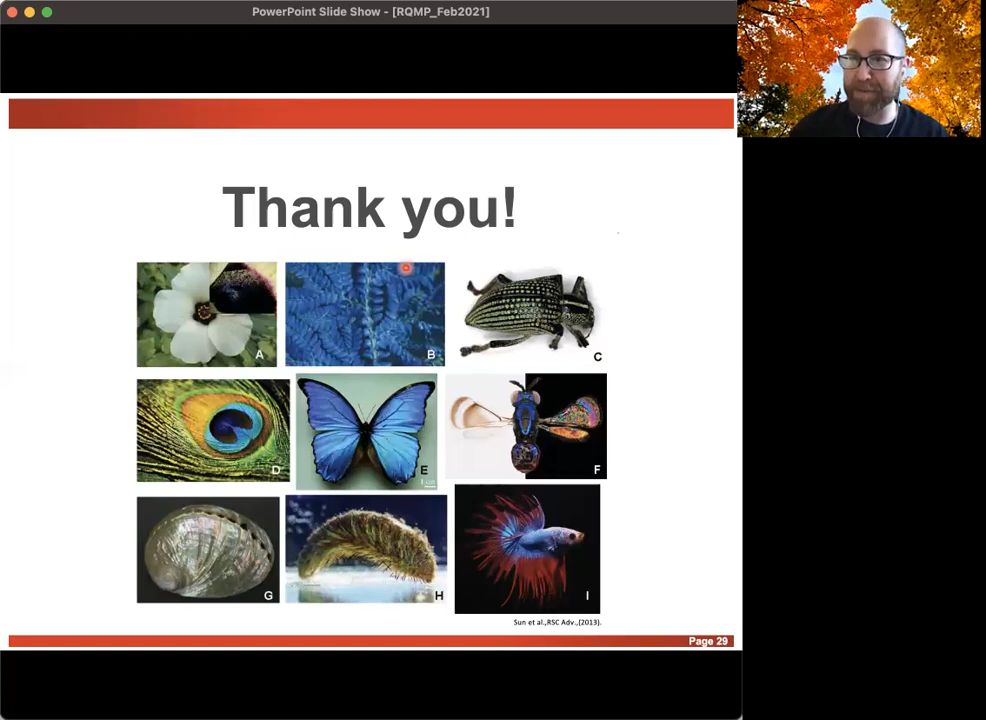 PowerPoint Slide Show - [RQMP_Feb2021]
Thank you!
A
B
C
D
E
F
G
H
I
Sun et al.,RSC Adv.,(2013).
Page 29